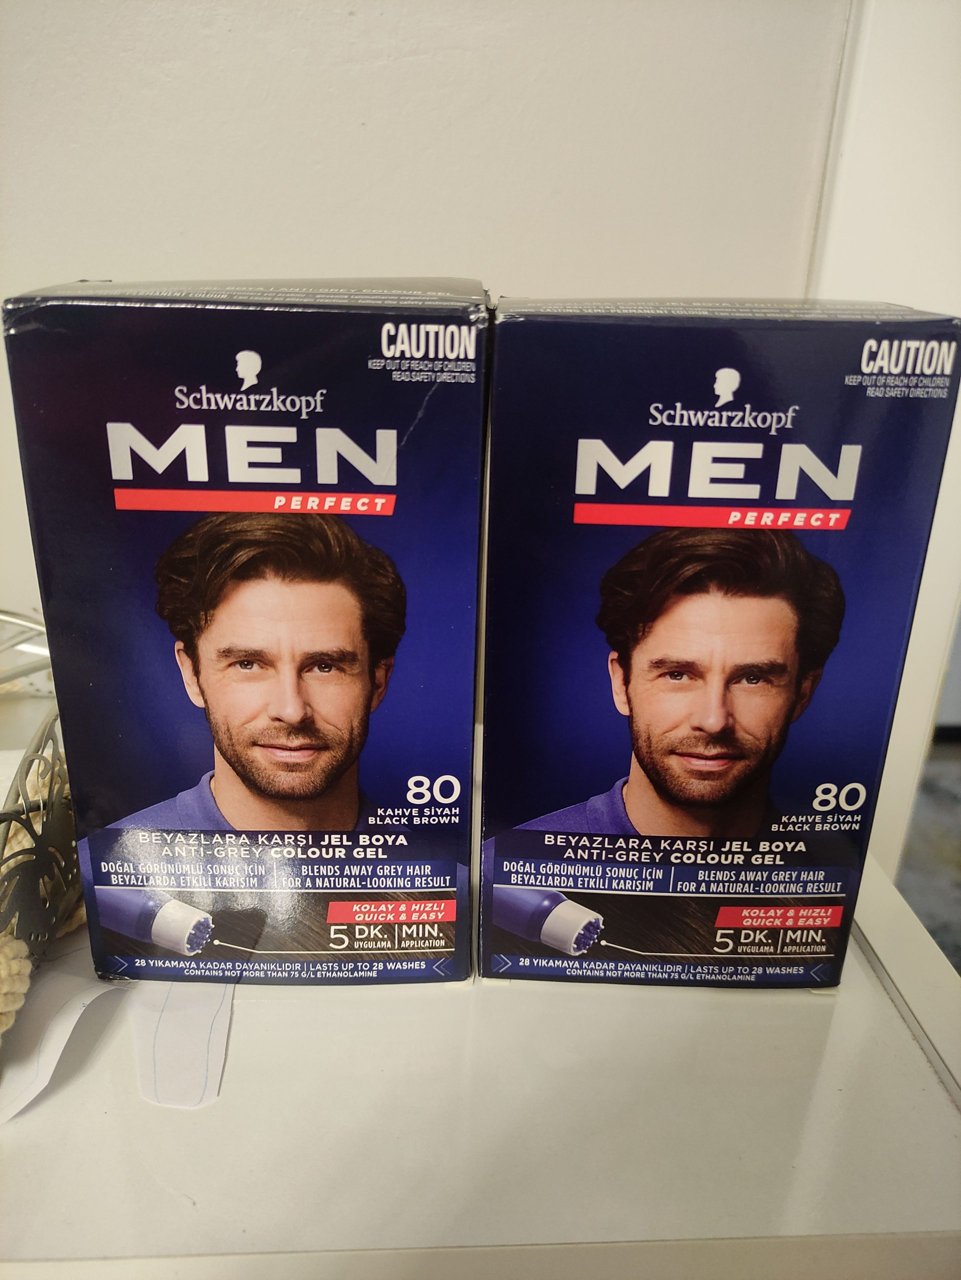 JEL BOYA | ANTI-GREY COLOUR GEL
CAUTION
KEEP OUT OF REACH OF CHILDREN
READ SAFETY DIRECTIONS
Schwarzkopf
MEN
PERFECT
80
KAHVE SİYAH
BLACK BROWN
BEYAZLARA KARŞI JEL BOYA
ANTI-GREY COLOUR GEL
DOĞAL GÖRÜNÜMLÜ SONUÇ İÇİN
BEYAZLARDA ETKİLİ KARIŞIM
BLENDS AWAY GREY HAIR
FOR A NATURAL-LOOKING RESULT
KOLAY & HIZLI
QUICK & EASY
5 DK. | MIN.
UYGULAMA | APPLICATION
28 YIKAMAYA KADAR DAYANIKLIDIR | LASTS UP TO 28 WASHES
CONTAINS NOT MORE THAN 75 G/L ETHANOLAMINE
CAUTION
KEEP OUT OF REACH OF CHILDREN
READ SAFETY DIRECTIONS
Schwarzkopf
MEN
PERFECT
80
KAHVE SİYAH
BLACK BROWN
BEYAZLARA KARŞI JEL BOYA
ANTI-GREY COLOUR GEL
DOĞAL GÖRÜNÜMLÜ SONUÇ İÇİN
BEYAZLARDA ETKİLİ KARIŞIM
BLENDS AWAY GREY HAIR
FOR A NATURAL-LOOKING RESULT
KOLAY & HIZLI
QUICK & EASY
5 DK. | MIN.
UYGULAMA | APPLICATION
28 YIKAMAYA KADAR DAYANIKLIDIR | LASTS UP TO 28 WASHES
CONTAINS NOT MORE THAN 75 G/L ETHANOLAMINE